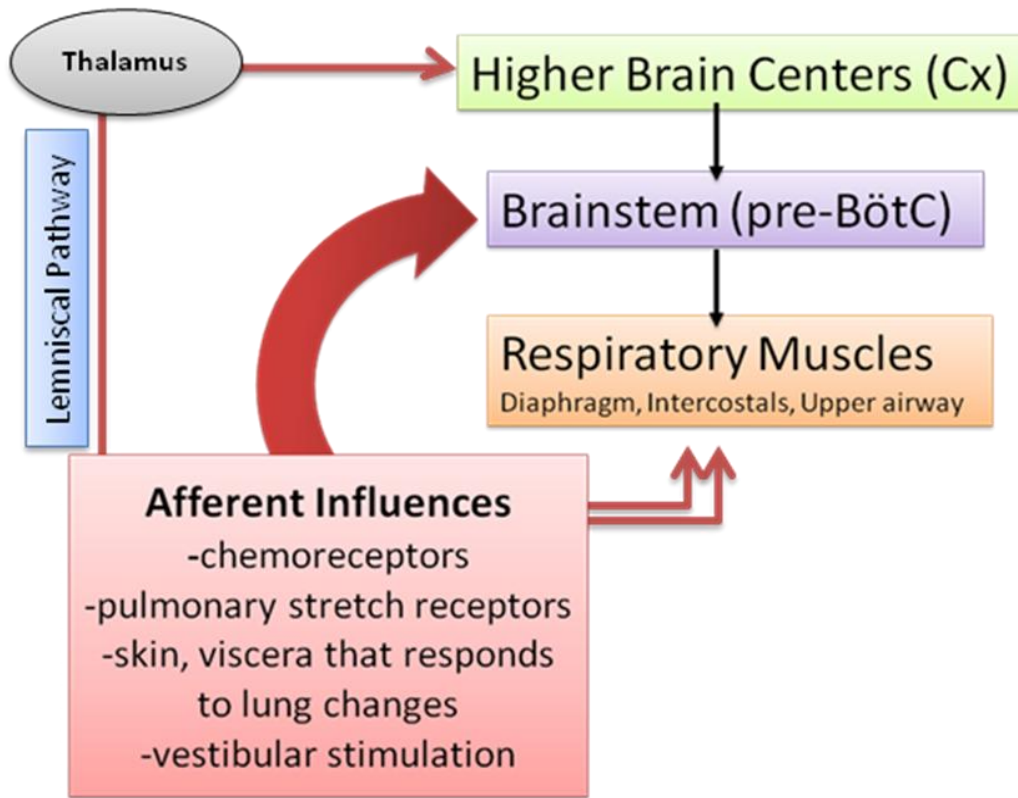 Thalamus
Higher Brain Centers (Cx)
Lemniscal Pathway
Brainstem (pre-BötC)
Respiratory Muscles
Diaphragm, Intercostals, Upper airway
Afferent Influences
-chemoreceptors
-pulmonary stretch receptors
-skin, viscera that responds
to lung changes
-vestibular stimulation